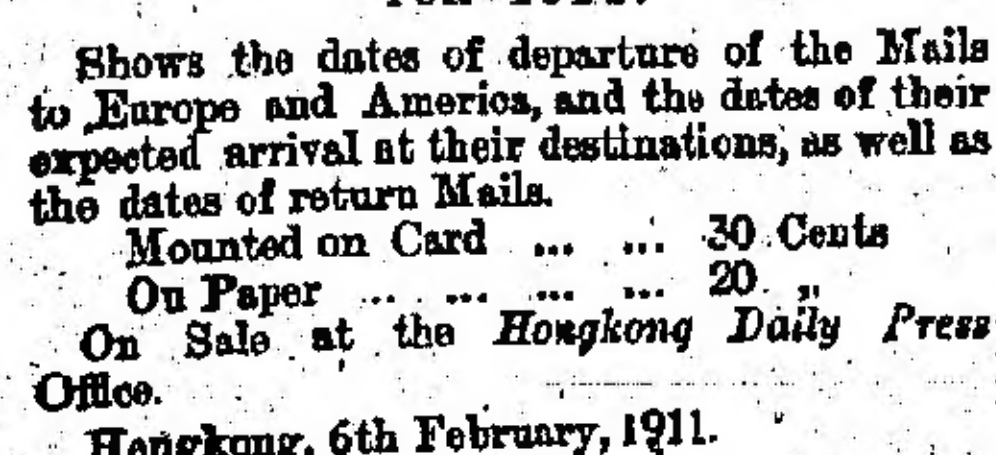 Shows the dates of departure of the Mails
to Europe and America, and the dates of their
expected arrival at their destinations, as well as
the dates of return Mails.
Mounted on Card ... ... 30 Cents
On Paper ... ... ... ... 20 „
On Sale at the Hongkong Daily Press
Office.
Hongkong, 6th February, 1911.